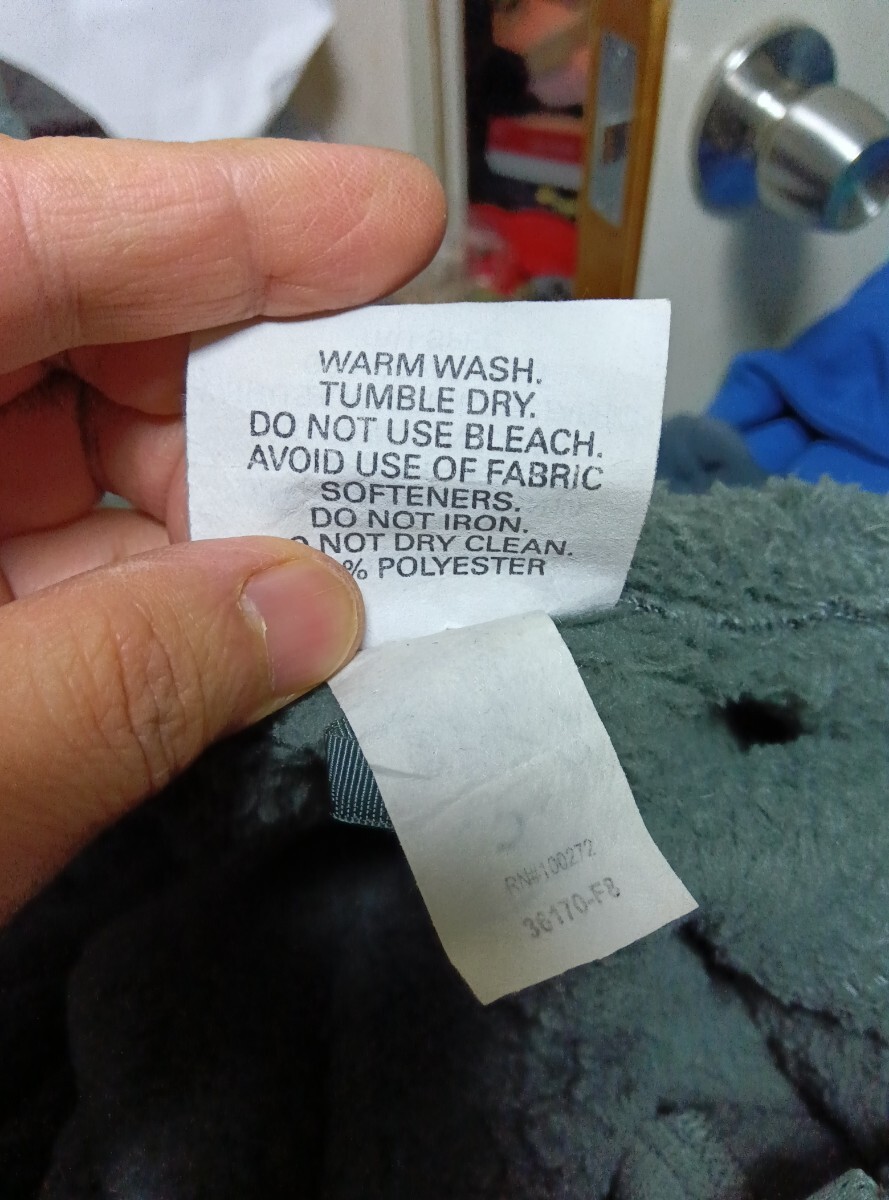 WARM WASH.
TUMBLE DRY.
DO NOT USE BLEACH.
AVOID USE OF FABRIC
SOFTENERS.
DO NOT IRON.
O NOT DRY CLEAN.
% POLYESTER
RN#100272
36170-F8